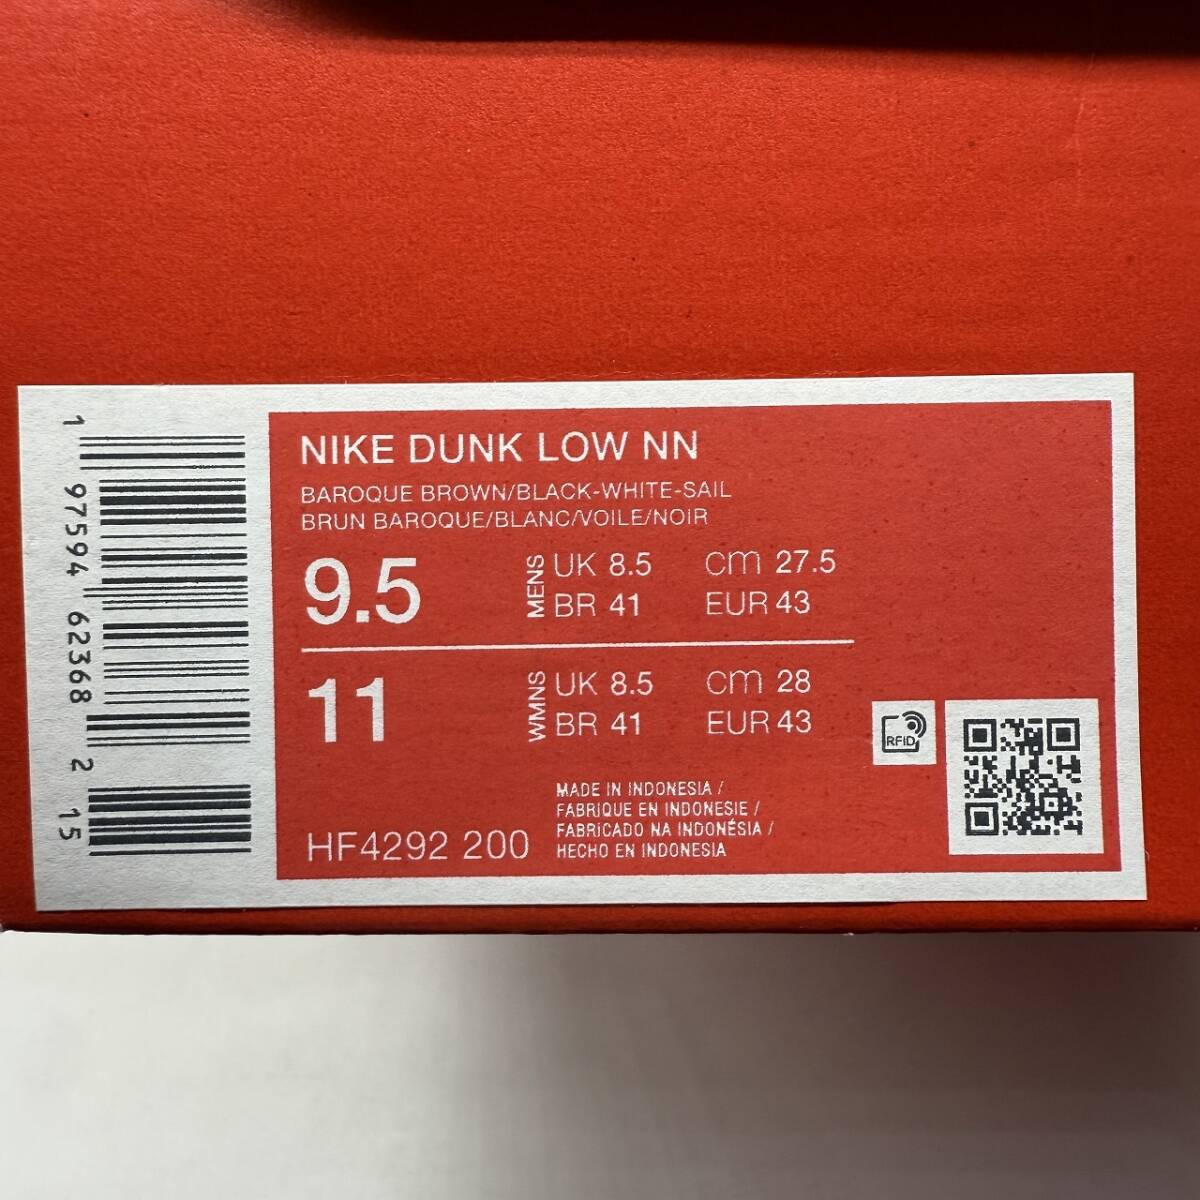 NIKE DUNK LOW NN
BAROQUE BROWN/BLACK-WHITE-SAIL
BRUN BAROQUE/BLANC/VOILE/NOIR
9.5
MENS
UK 8.5 cm 27.5
BR 41 EUR 43
11
WMNS
UK 8.5 cm 28
BR 41 EUR 43
MADE IN INDONESIA /
FABRIQUE EN INDONESIE /
FABRICADO NA INDONÉSIA /
HECHO EN INDONESIA
HF4292 200
RFID
1 97594 62368 2 15